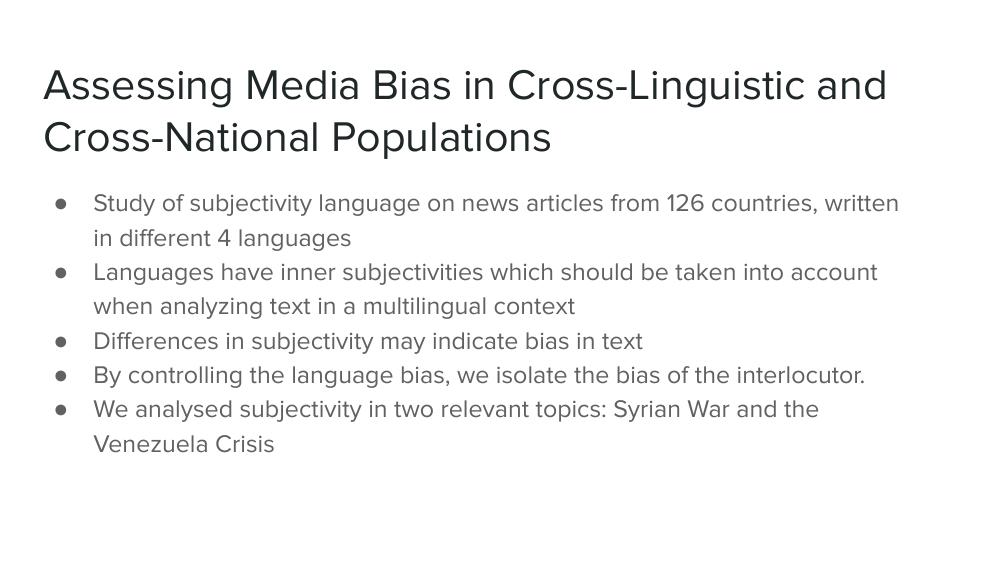 Assessing Media Bias in Cross-Linguistic and
Cross-National Populations
● Study of subjectivity language on news articles from 126 countries, written
in different 4 languages
● Languages have inner subjectivities which should be taken into account
when analyzing text in a multilingual context
● Differences in subjectivity may indicate bias in text
● By controlling the language bias, we isolate the bias of the interlocutor.
● We analysed subjectivity in two relevant topics: Syrian War and the
Venezuela Crisis